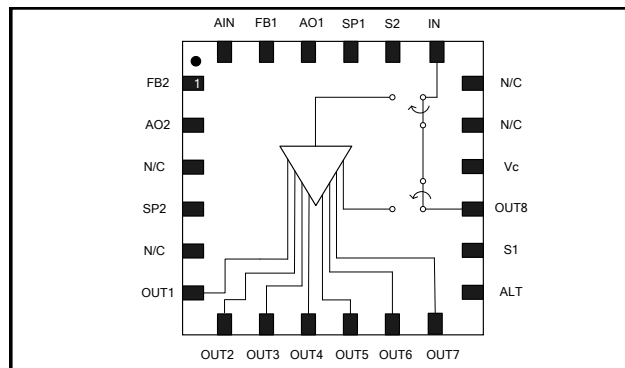 AIN FB1 AO1 SP1 S2 IN
FB2 1 N/C
AO2 N/C
N/C Vc
SP2 OUT8
N/C S1
OUT1 ALT
OUT2 OUT3 OUT4 OUT5 OUT6 OUT7